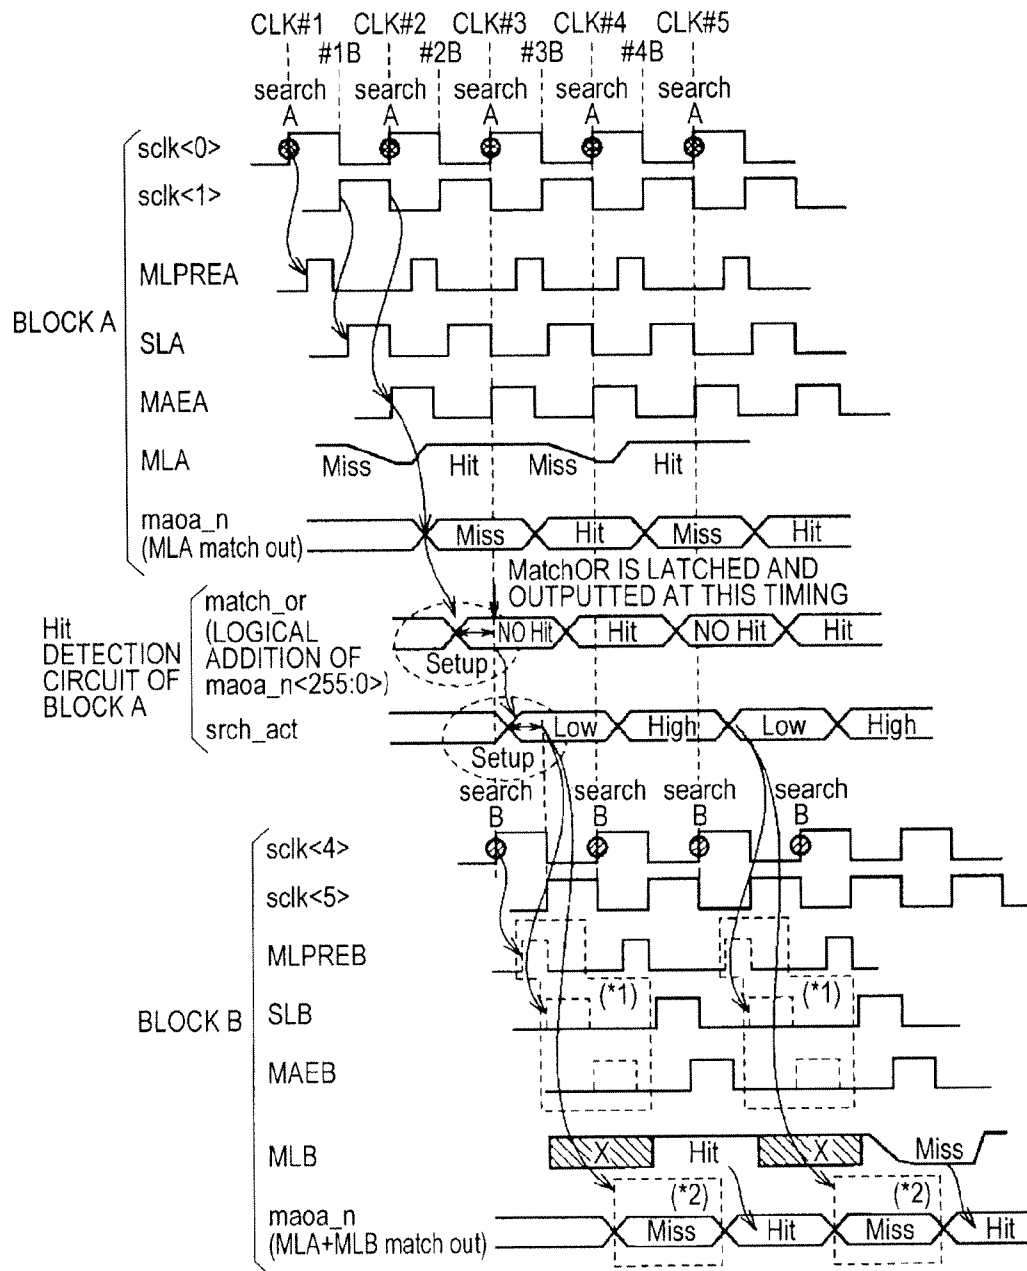 CLK#1 CLK#2 CLK#3 CLK#4 CLK#5
#1B #2B #3B #4B
search search search search search
A A A A A
sclk<0>
sclk<1>
MLPREA
BLOCK A
SLA
MAEA
MLA
Miss Hit Miss Hit
maoa_n
(MLA match out)
Miss Hit Miss Hit
MatchOR IS LATCHED AND
OUTPUTTED AT THIS TIMING
Hit
DETECTION
CIRCUIT OF
BLOCK A
match_or
(LOGICAL
ADDITION OF
maoa_n<255:0>)
NO Hit Hit NO Hit Hit
Setup
srch_act
Low High Low High
Setup
search search search search
B B B B
sclk<4>
sclk<5>
MLPREB
(*1) (*1)
SLB
BLOCK B
MAEB
MLB
X Hit X Miss
(*2) (*2)
maoa_n
(MLA+MLB match out)
Miss Hit Miss Hit